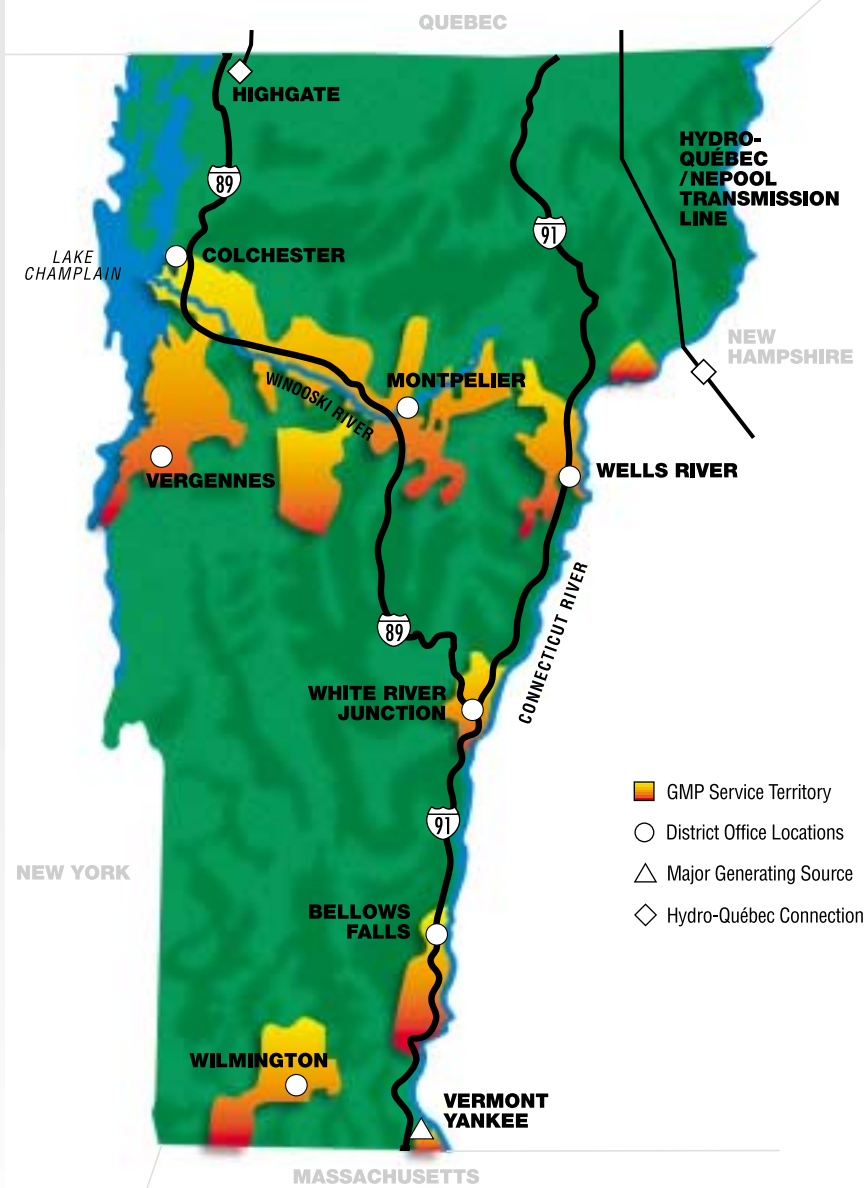 QUEBEC
HIGHGATE
HYDRO-
QUÉBEC
/NEPOOL
TRANSMISSION
LINE
89
91
LAKE
CHAMPLAIN
COLCHESTER
NEW
HAMPSHIRE
MONTPELIER
WINOOSKI RIVER
VERGENNES
WELLS RIVER
CONNECTICUT RIVER
89
WHITE RIVER
JUNCTION
GMP Service Territory
91
District Office Locations
NEW YORK
Major Generating Source
BELLOWS
FALLS
Hydro-Québec Connection
WILMINGTON
VERMONT
YANKEE
MASSACHUSETTS